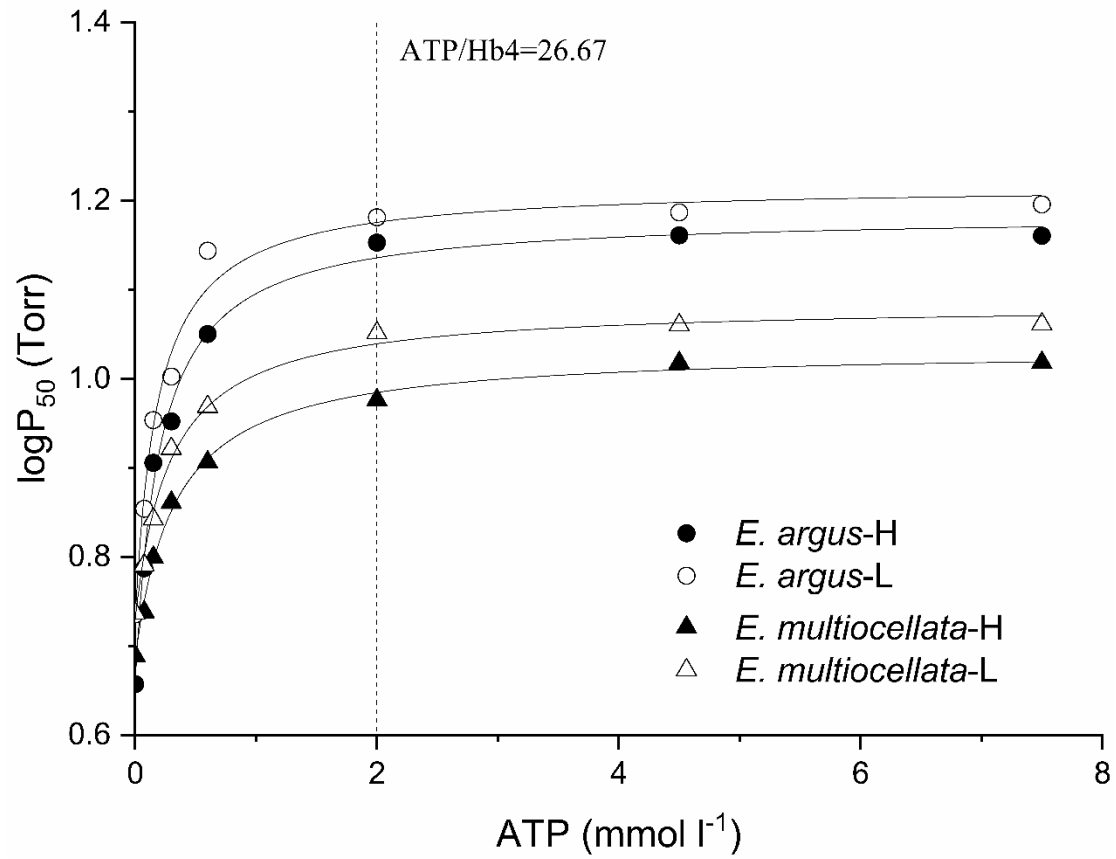 1.4
ATP/Hb4=26.67
1.2
1.0
0.8
0.6
logP₅₀ (Torr)
E. argus-H
E. argus-L
E. multiocellata-H
E. multiocellata-L
0 2 4 6 8
ATP (mmol l⁻¹)